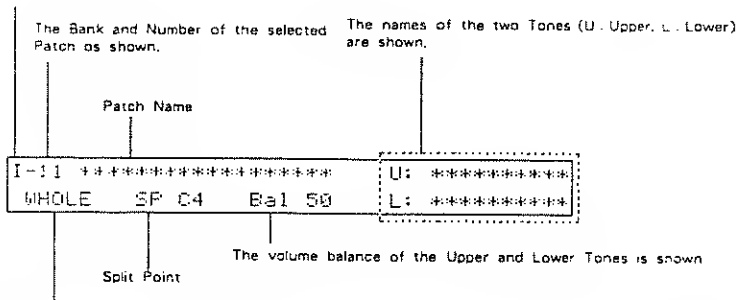 The Bank and Number of the selected
Patch as shown.
The names of the two Tones (U . Upper, L . Lower)
are shown.
Patch Name
I-11 ******************
U: **********
WHOLE SP C4 Bal 50
L: **********
The volume balance of the Upper and Lower Tones is shown
Split Point